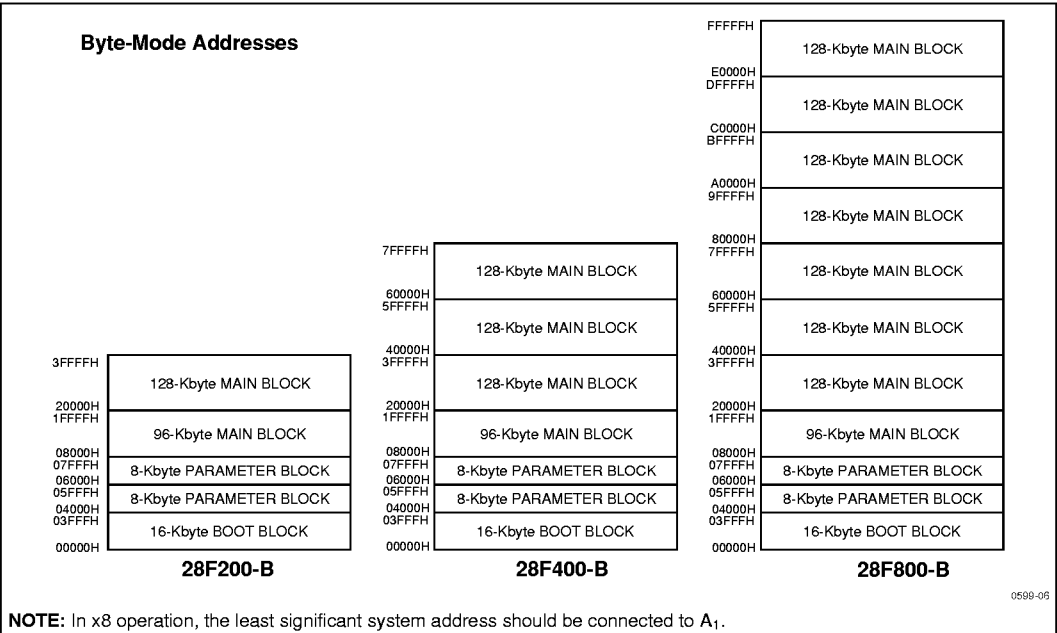 Byte-Mode Addresses
3FFFFH
128-Kbyte MAIN BLOCK
20000H
1FFFFH
96-Kbyte MAIN BLOCK
08000H
07FFFH
8-Kbyte PARAMETER BLOCK
06000H
05FFFH
8-Kbyte PARAMETER BLOCK
04000H
03FFFH
16-Kbyte BOOT BLOCK
00000H
28F200-B
7FFFFH
128-Kbyte MAIN BLOCK
60000H
5FFFFH
128-Kbyte MAIN BLOCK
40000H
3FFFFH
128-Kbyte MAIN BLOCK
20000H
1FFFFH
96-Kbyte MAIN BLOCK
08000H
07FFFH
8-Kbyte PARAMETER BLOCK
06000H
05FFFH
8-Kbyte PARAMETER BLOCK
04000H
03FFFH
16-Kbyte BOOT BLOCK
00000H
28F400-B
FFFFFH
128-Kbyte MAIN BLOCK
E0000H
DFFFFH
128-Kbyte MAIN BLOCK
C0000H
BFFFFH
128-Kbyte MAIN BLOCK
A0000H
9FFFFH
128-Kbyte MAIN BLOCK
80000H
7FFFFH
128-Kbyte MAIN BLOCK
60000H
5FFFFH
128-Kbyte MAIN BLOCK
40000H
3FFFFH
128-Kbyte MAIN BLOCK
20000H
1FFFFH
96-Kbyte MAIN BLOCK
08000H
07FFFH
8-Kbyte PARAMETER BLOCK
06000H
05FFFH
8-Kbyte PARAMETER BLOCK
04000H
03FFFH
16-Kbyte BOOT BLOCK
00000H
28F800-B
0599-06
NOTE: In x8 operation, the least significant system address should be connected to A₁.